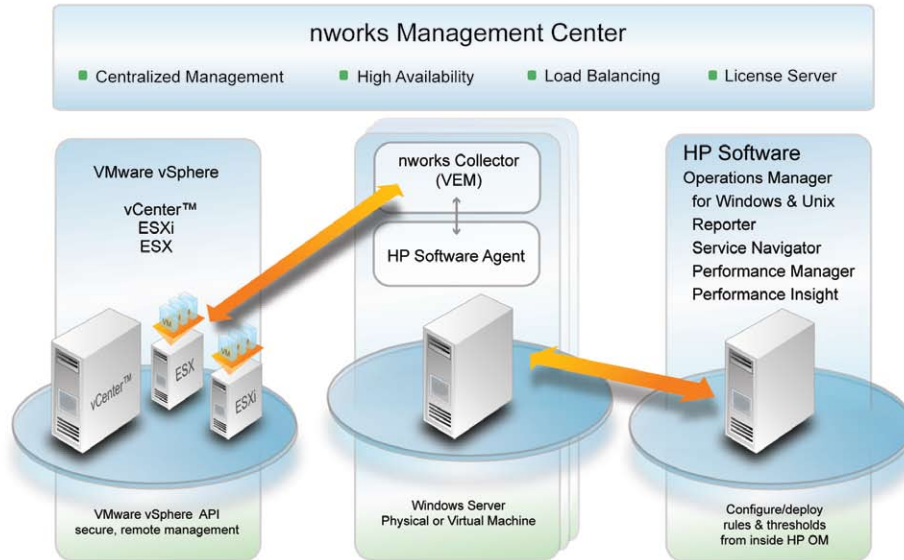 nworks Management Center
Centralized Management
High Availability
Load Balancing
License Server
VMware vSphere
vCenter™
ESXi
ESX
vCenter™
VM
ESX
VM
ESXi
VMware vSphere API
secure, remote management
nworks Collector
(VEM)
HP Software Agent
Windows Server
Physical or Virtual Machine
HP Software
Operations Manager
for Windows & Unix
Reporter
Service Navigator
Performance Manager
Performance Insight
Configure/deploy
rules & thresholds
from inside HP OM